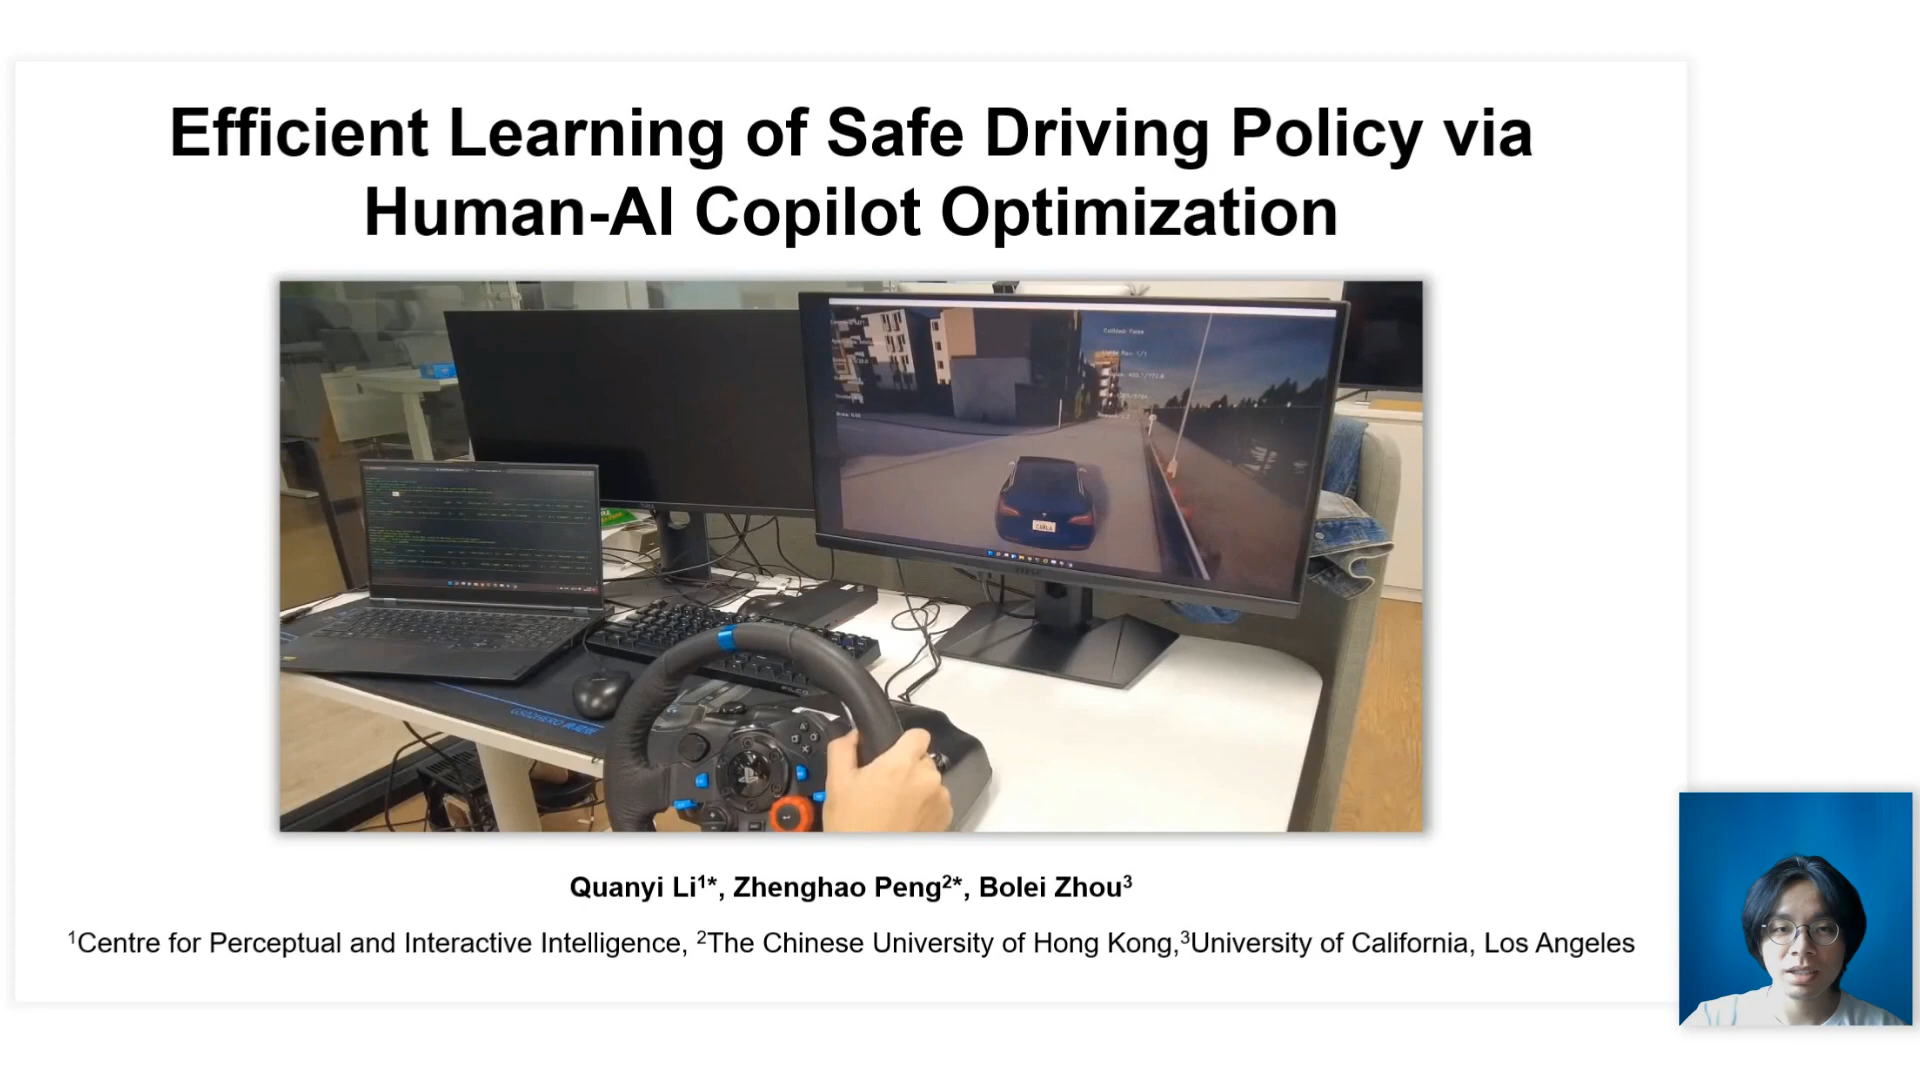 Efficient Learning of Safe Driving Policy via
Human-AI Copilot Optimization
CARLA
Quanyi Li¹*, Zhenghao Peng²*, Bolei Zhou³
¹Centre for Perceptual and Interactive Intelligence, ²The Chinese University of Hong Kong,³University of California, Los Angeles